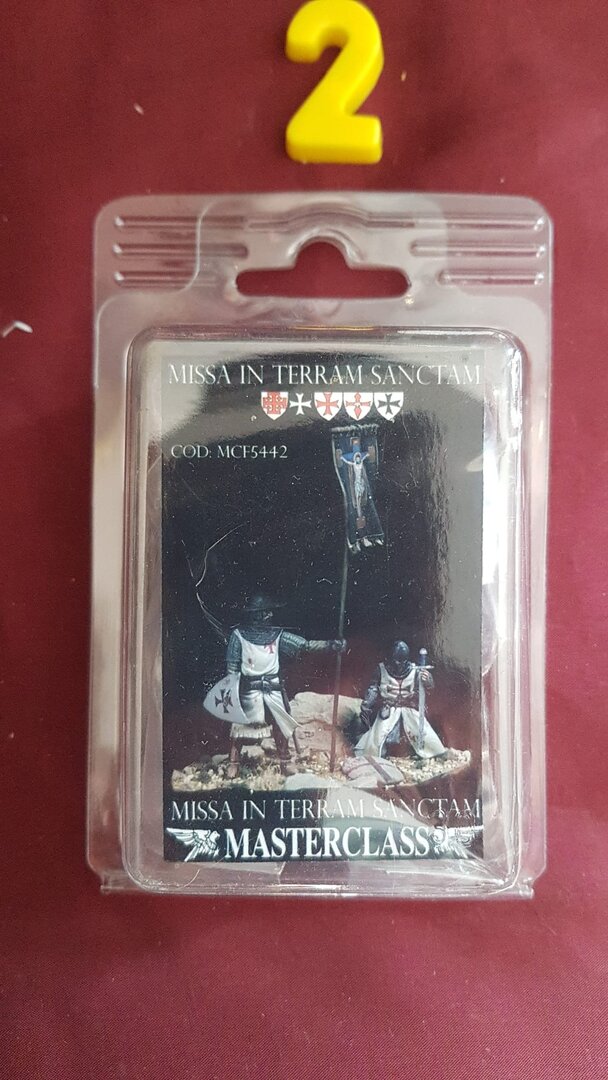 2
MISSA IN TERRAM SANCTAM
COD: MCF5442
MISSA IN TERRAM SANCTAM
MASTERCLASS